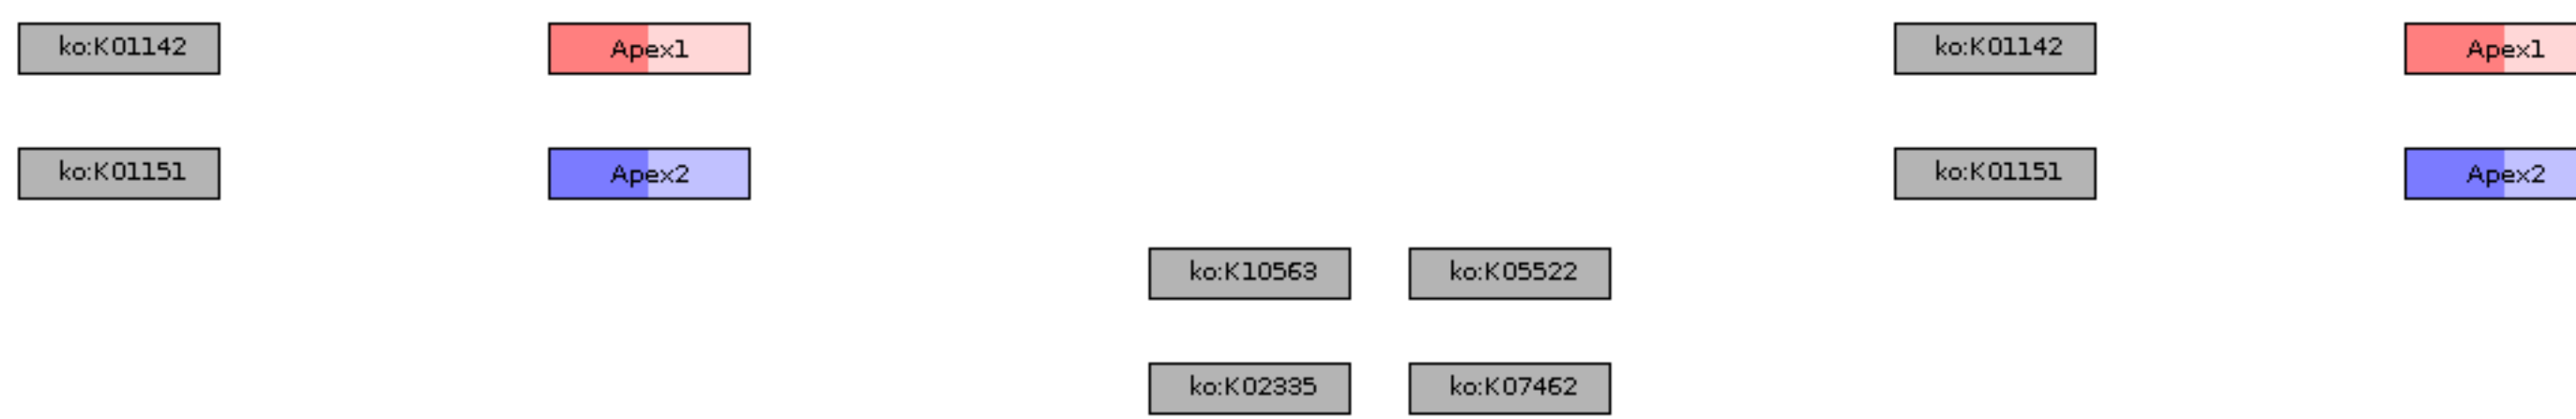 ko:K01142 Apex1 ko:K01142 Apex1
ko:K01151 Apex2 ko:K01151 Apex2
ko:K10563 ko:K05522
ko:K02335 ko:K07462